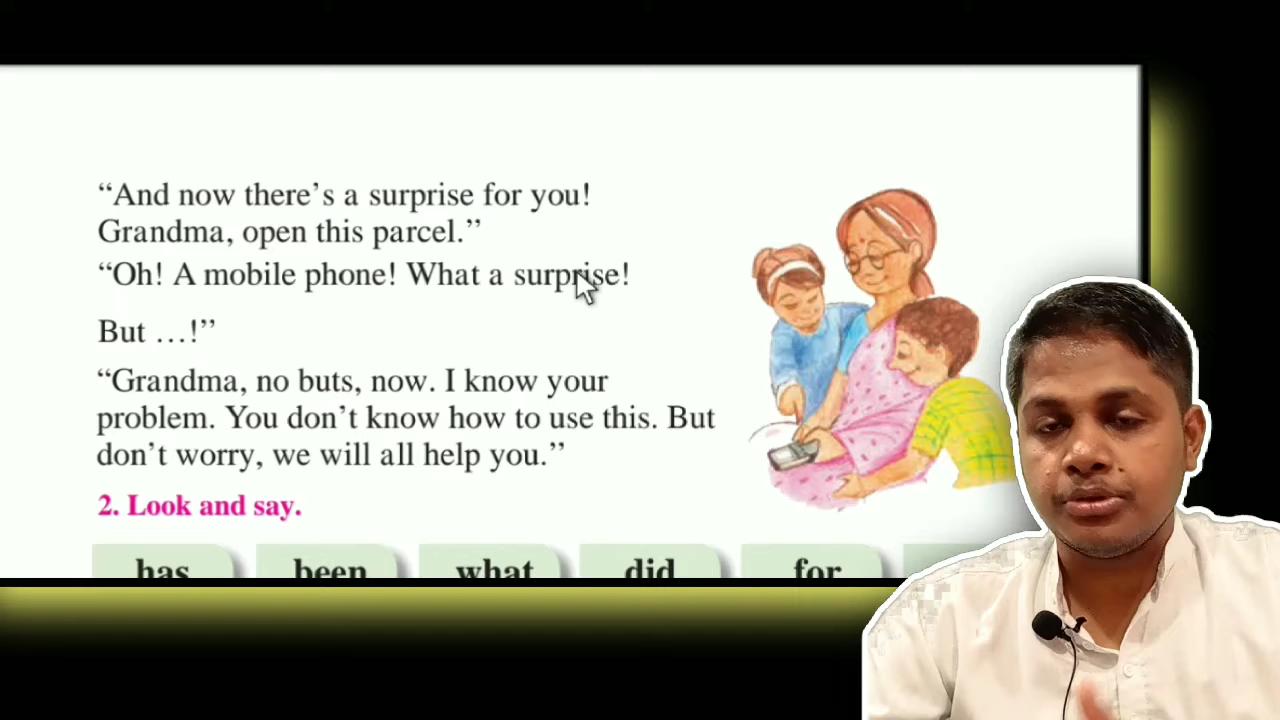 “And now there’s a surprise for you!
Grandma, open this parcel.”
“Oh! A mobile phone! What a surprise!
But ...!”
“Grandma, no buts, now. I know your
problem. You don’t know how to use this. But
don’t worry, we will all help you.”
2. Look and say.
has been what did for